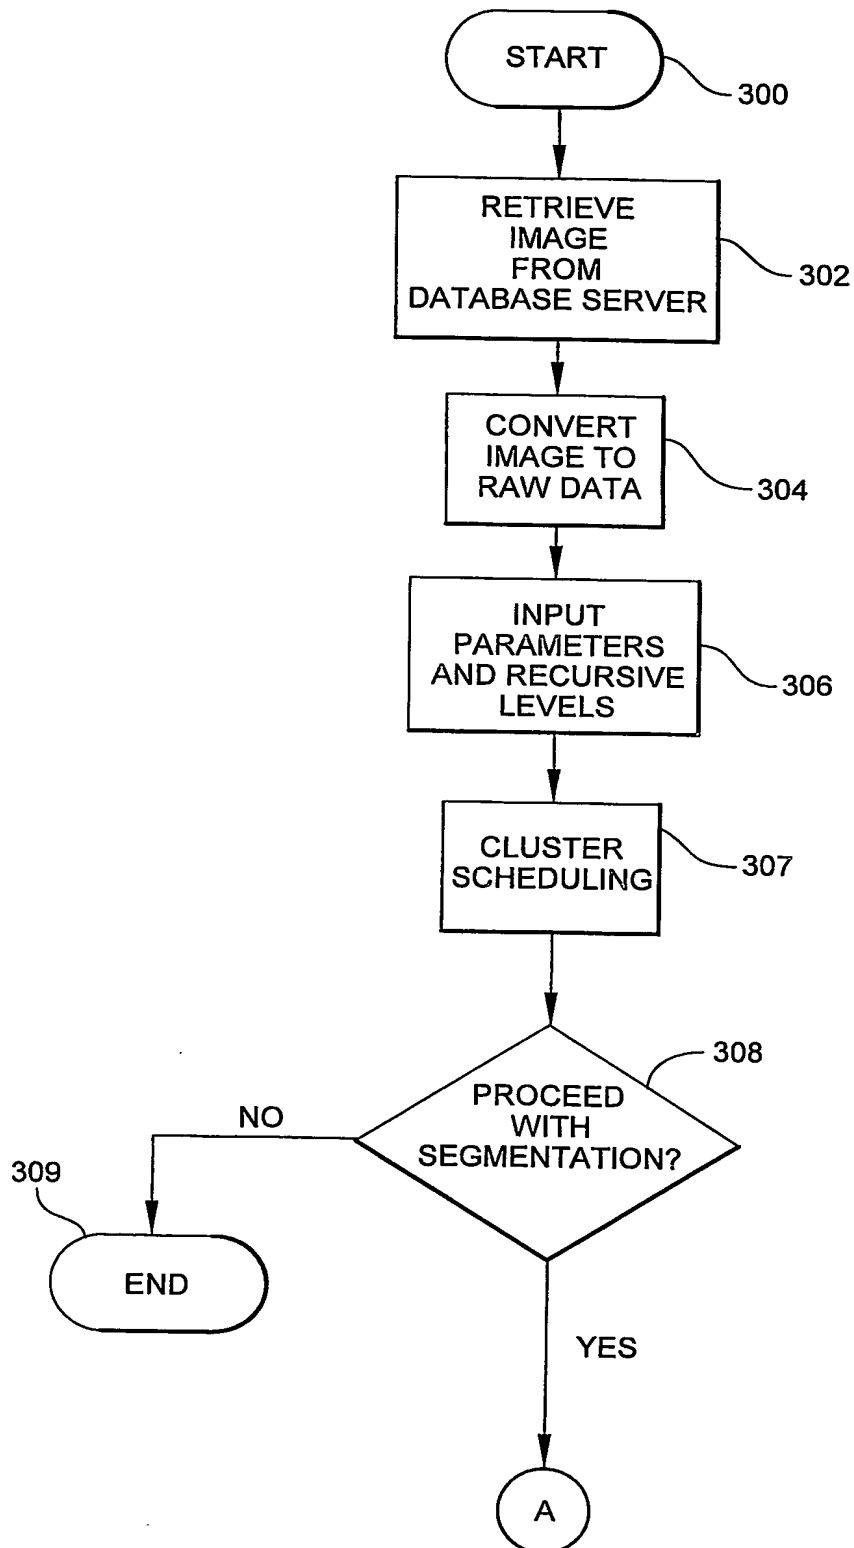 START
300
RETRIEVE
IMAGE
FROM
DATABASE SERVER
302
CONVERT
IMAGE TO
RAW DATA
304
INPUT
PARAMETERS
AND RECURSIVE
LEVELS
306
CLUSTER
SCHEDULING
307
308
PROCEED
WITH
SEGMENTATION?
NO
309
END
YES
A